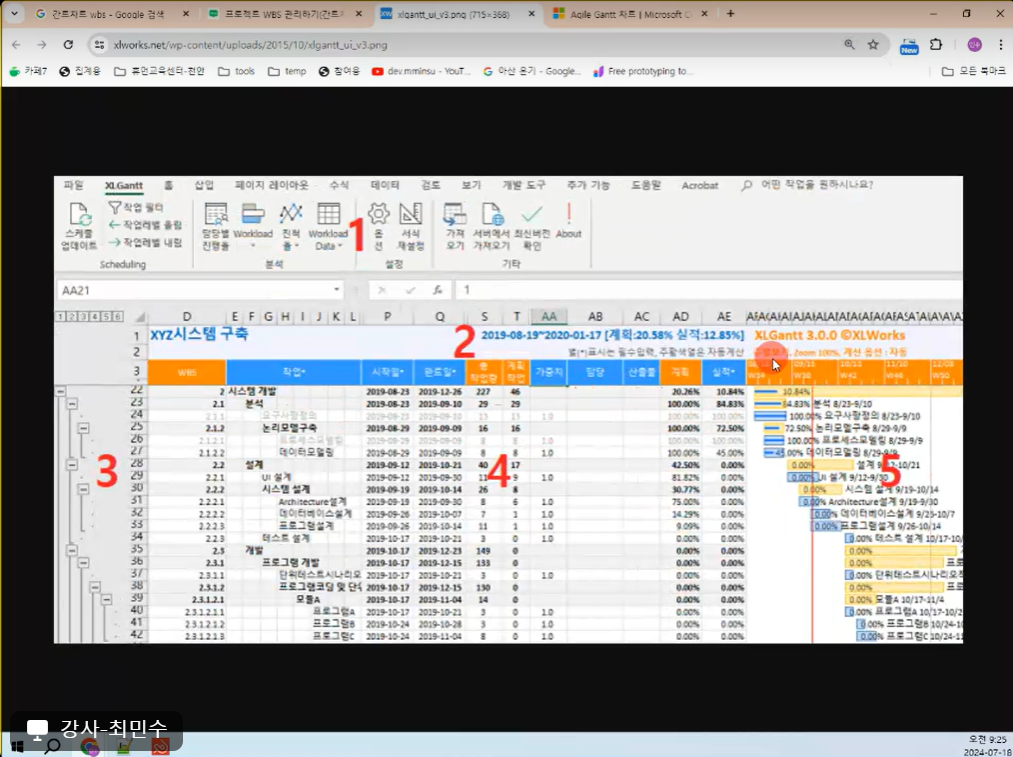 간트차트 wbs - Google 검색
프로젝트 WBS 관리하기(간트차
xlgantt_ui_v3.png (715×368)
Agile Gantt 차트 | Microsoft
xlworks.net/wp-content/uploads/2015/10/xlgantt_ui_v3.png
New
카페7 집계용 휴먼교육센터-천안 tools temp 참여용 dev.mminsu - YouT... 아산 온기 - Google... Free prototyping to... 모든 북마크
파일 XLGantt 홈 삽입 페이지 레이아웃 수식 데이터 검토 보기 개발 도구 추가 기능 도움말 Acrobat 어떤 작업을 원하시나요?
스케쥴 업데이트 작업 필터 작업레벨 올림 작업레벨 내림
담당별 진행율 Workload 진척율 Workload Data
1
옵션 서식 재설정
가져오기 서버에서 가져오기 최신버전 확인 About
Scheduling 분석 설정 기타
AA21 1
1 2 3 4 5 6 D E F G H I J K L P Q S T AA AB AC AD AE
1 XYZ시스템 구축 2 2019-08-19~2020-01-17 [계획:20.58% 실적:12.85%] XLGantt 3.0.0 ©XLWorks
2 별(*)표시는 필수입력, 주황색열은 자동계산 Zoom 100%, 계산 옵션 : 자동
3 WBS 작업* 시작일* 완료일* 총 작업량 계획 작업 가중치 담당 산출물 계획 실적*
22 2 시스템 개발 2019-08-23 2019-12-26 227 46 20.26% 10.84% 10.84%
23 2.1 분석 2019-08-23 2019-09-10 29 29 100.00% 84.83% 84.83% 분석 8/23-9/10
24 2.1.1 요구사항정의 2019-08-23 2019-09-10 13 13 1.0 100.00% 100.00% 100.00% 요구사항정의 8/23-9/10
25 2.1.2 논리모델구축 2019-08-29 2019-09-09 16 16 100.00% 72.50% 72.50% 논리모델구축 8/29-9/9
26 2.1.2.1 프로세스모델링 2019-08-29 2019-09-09 8 8 1.0 100.00% 100.00% 100.00% 프로세스모델링 8/29-9/9
27 2.1.2.2 데이터모델링 2019-08-29 2019-09-09 8 8 1.0 100.00% 45.00% 45.00% 데이터모델링 8/29-9/9
28 2.2 설계 2019-09-12 2019-10-21 40 17 42.50% 0.00% 0.00% 설계 9/12-10/21
29 2.2.1 UI 설계 2019-09-12 2019-09-30 11 9 1.0 81.82% 0.00% 0.00% UI 설계 9/12-9/30
30 2.2.2 시스템 설계 2019-09-19 2019-10-14 26 8 30.77% 0.00% 0.00% 시스템 설계 9/19-10/14
31 2.2.2.1 Architecture설계 2019-09-19 2019-09-30 8 6 1.0 75.00% 0.00% 0.00% Architecture설계 9/19-9/30
32 2.2.2.2 데이터베이스설계 2019-09-26 2019-10-07 7 1 1.0 14.29% 0.00% 0.00% 데이터베이스설계 9/26-10/7
33 2.2.2.3 프로그램설계 2019-09-26 2019-10-14 11 1 1.0 9.09% 0.00% 0.00% 프로그램설계 9/26-10/14
34 2.2.3 테스트 설계 2019-10-17 2019-10-21 3 0 1.0 0.00% 0.00% 0.00% 테스트 설계 10/17-10/
35 2.3 개발 2019-10-17 2019-12-23 149 0 0.00% 0.00% 0.00%
36 2.3.1 프로그램 개발 2019-10-17 2019-12-15 133 0 0.00% 0.00% 0.00%
37 2.3.1.1 단위테스트시나리오 2019-10-17 2019-10-21 3 0 1.0 0.00% 0.00% 0.00% 단위테스트시나리오
38 2.3.1.2 프로그램코딩 및 단위 2019-10-17 2019-12-15 130 0 0.00% 0.00% 0.00%
39 2.3.1.2.1 모듈A 2019-10-17 2019-11-04 14 0 0.00% 0.00% 0.00% 모듈A 10/17-11/4
40 2.3.1.2.1.1 프로그램A 2019-10-17 2019-10-21 3 0 1.0 0.00% 0.00% 0.00% 프로그램A 10/17-10/2
41 2.3.1.2.1.2 프로그램B 2019-10-24 2019-10-28 3 0 1.0 0.00% 0.00% 0.00% 프로그램B 10/24-10/
42 2.3.1.2.1.3 프로그램C 2019-10-24 2019-11-04 8 0 1.0 0.00% 0.00% 0.00% 프로그램C 10/24-11
3 4 5
강사-최민수
오전 9:25
2024-07-18